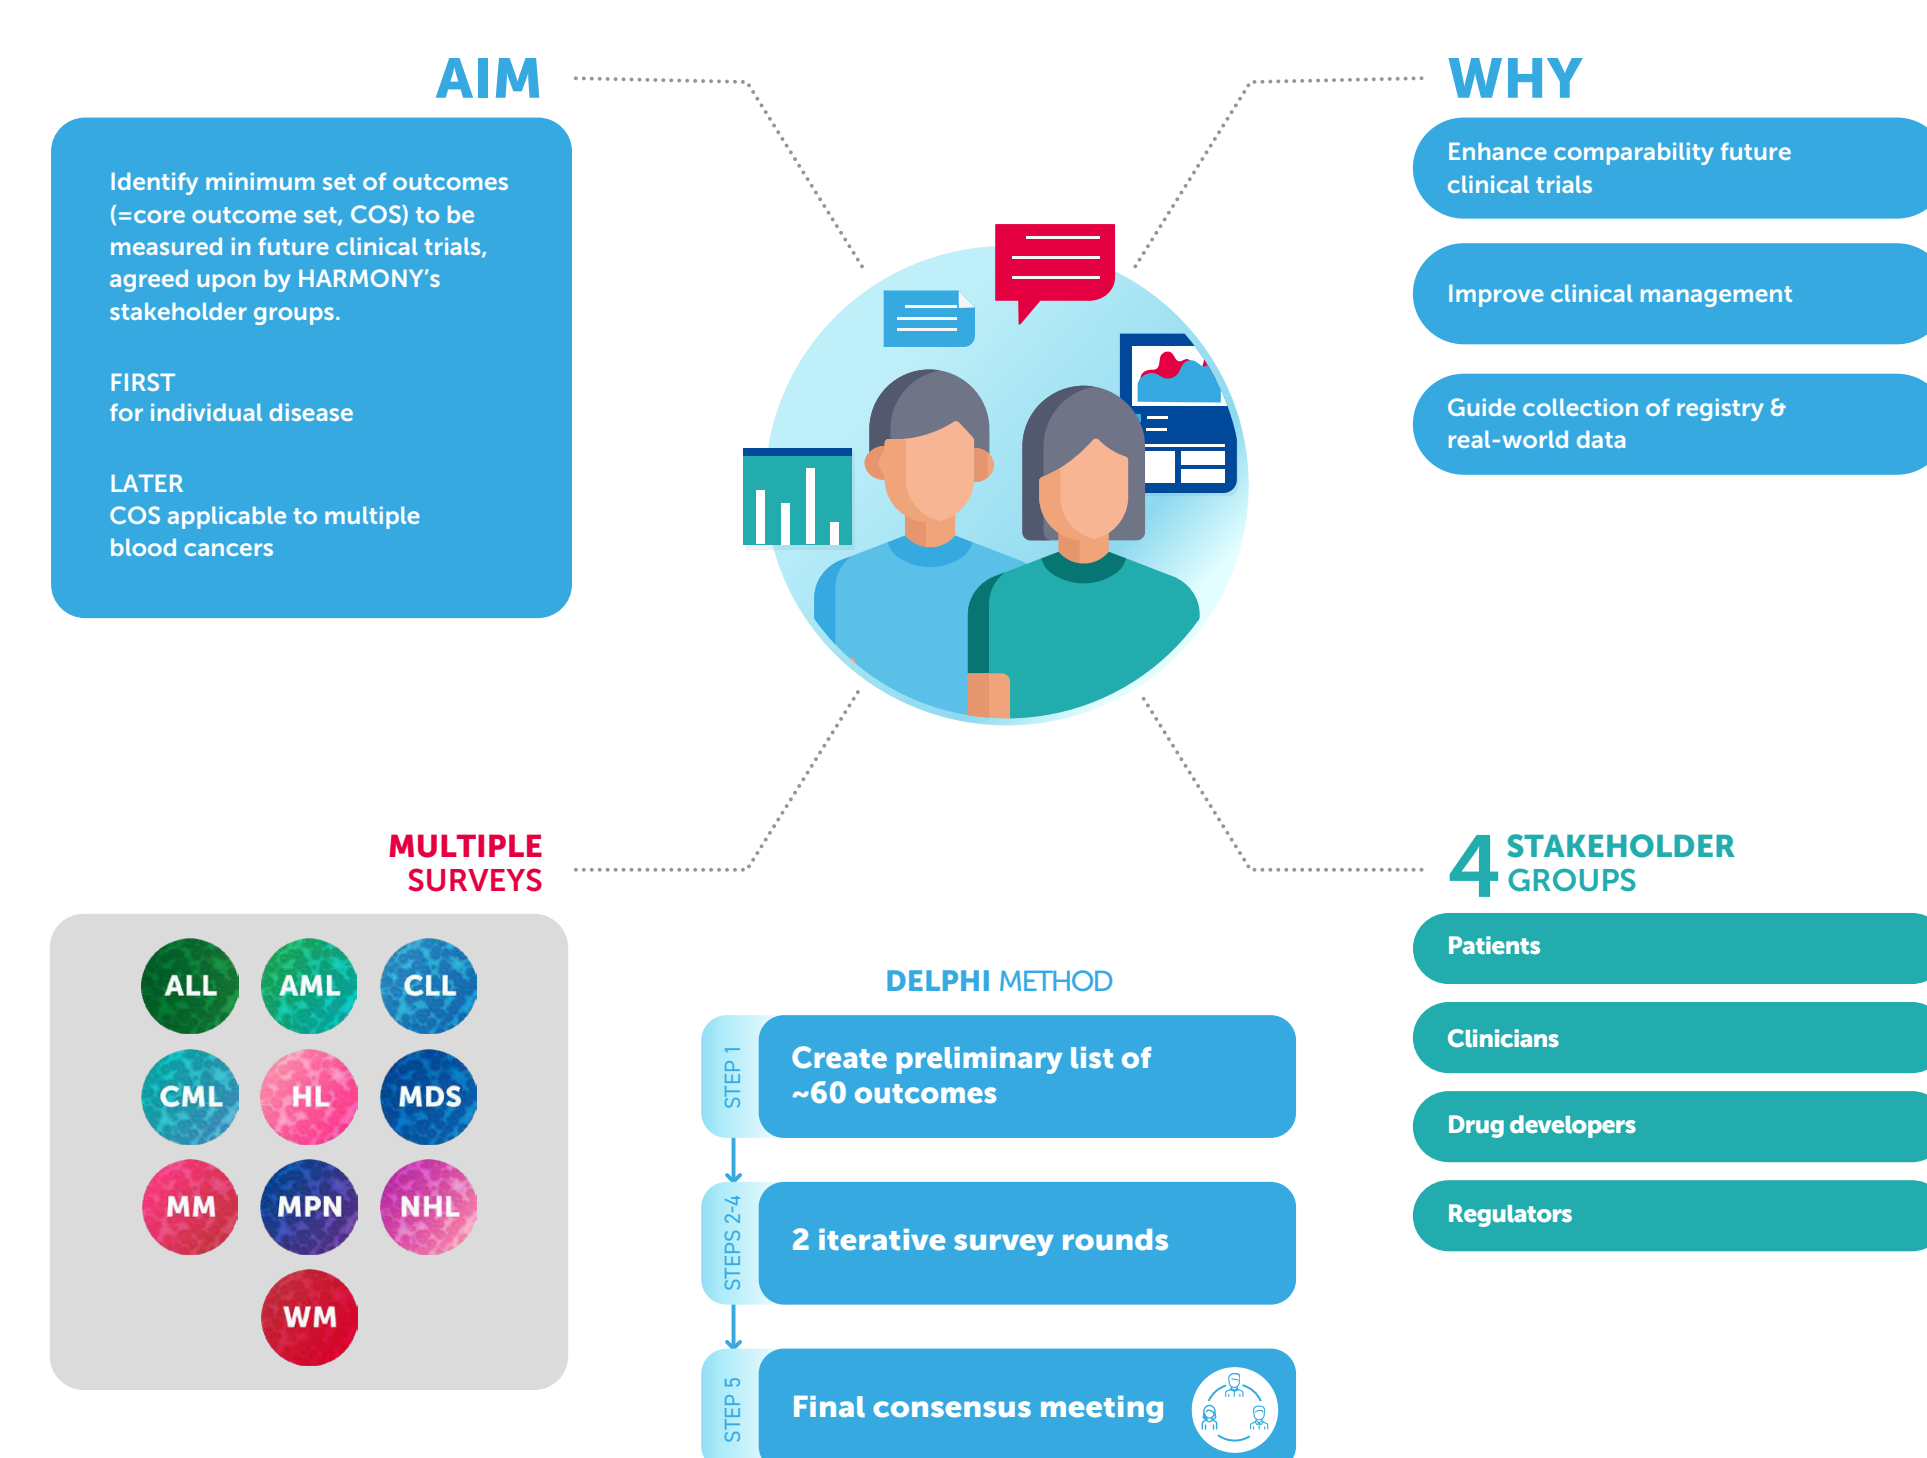 AIM
Identify minimum set of outcomes
(=core outcome set, COS) to be
measured in future clinical trials,
agreed upon by HARMONY’s
stakeholder groups.
FIRST
for individual disease
LATER
COS applicable to multiple
blood cancers
WHY
Enhance comparability future
clinical trials
Improve clinical management
Guide collection of registry &
real-world data
MULTIPLE
SURVEYS
ALL AML CLL
CML HL MDS
MM MPN NHL
WM
DELPHI METHOD
STEP 1
Create preliminary list of
~60 outcomes
STEPS 2-4
2 iterative survey rounds
STEP 5
Final consensus meeting
4 STAKEHOLDER
GROUPS
Patients
Clinicians
Drug developers
Regulators